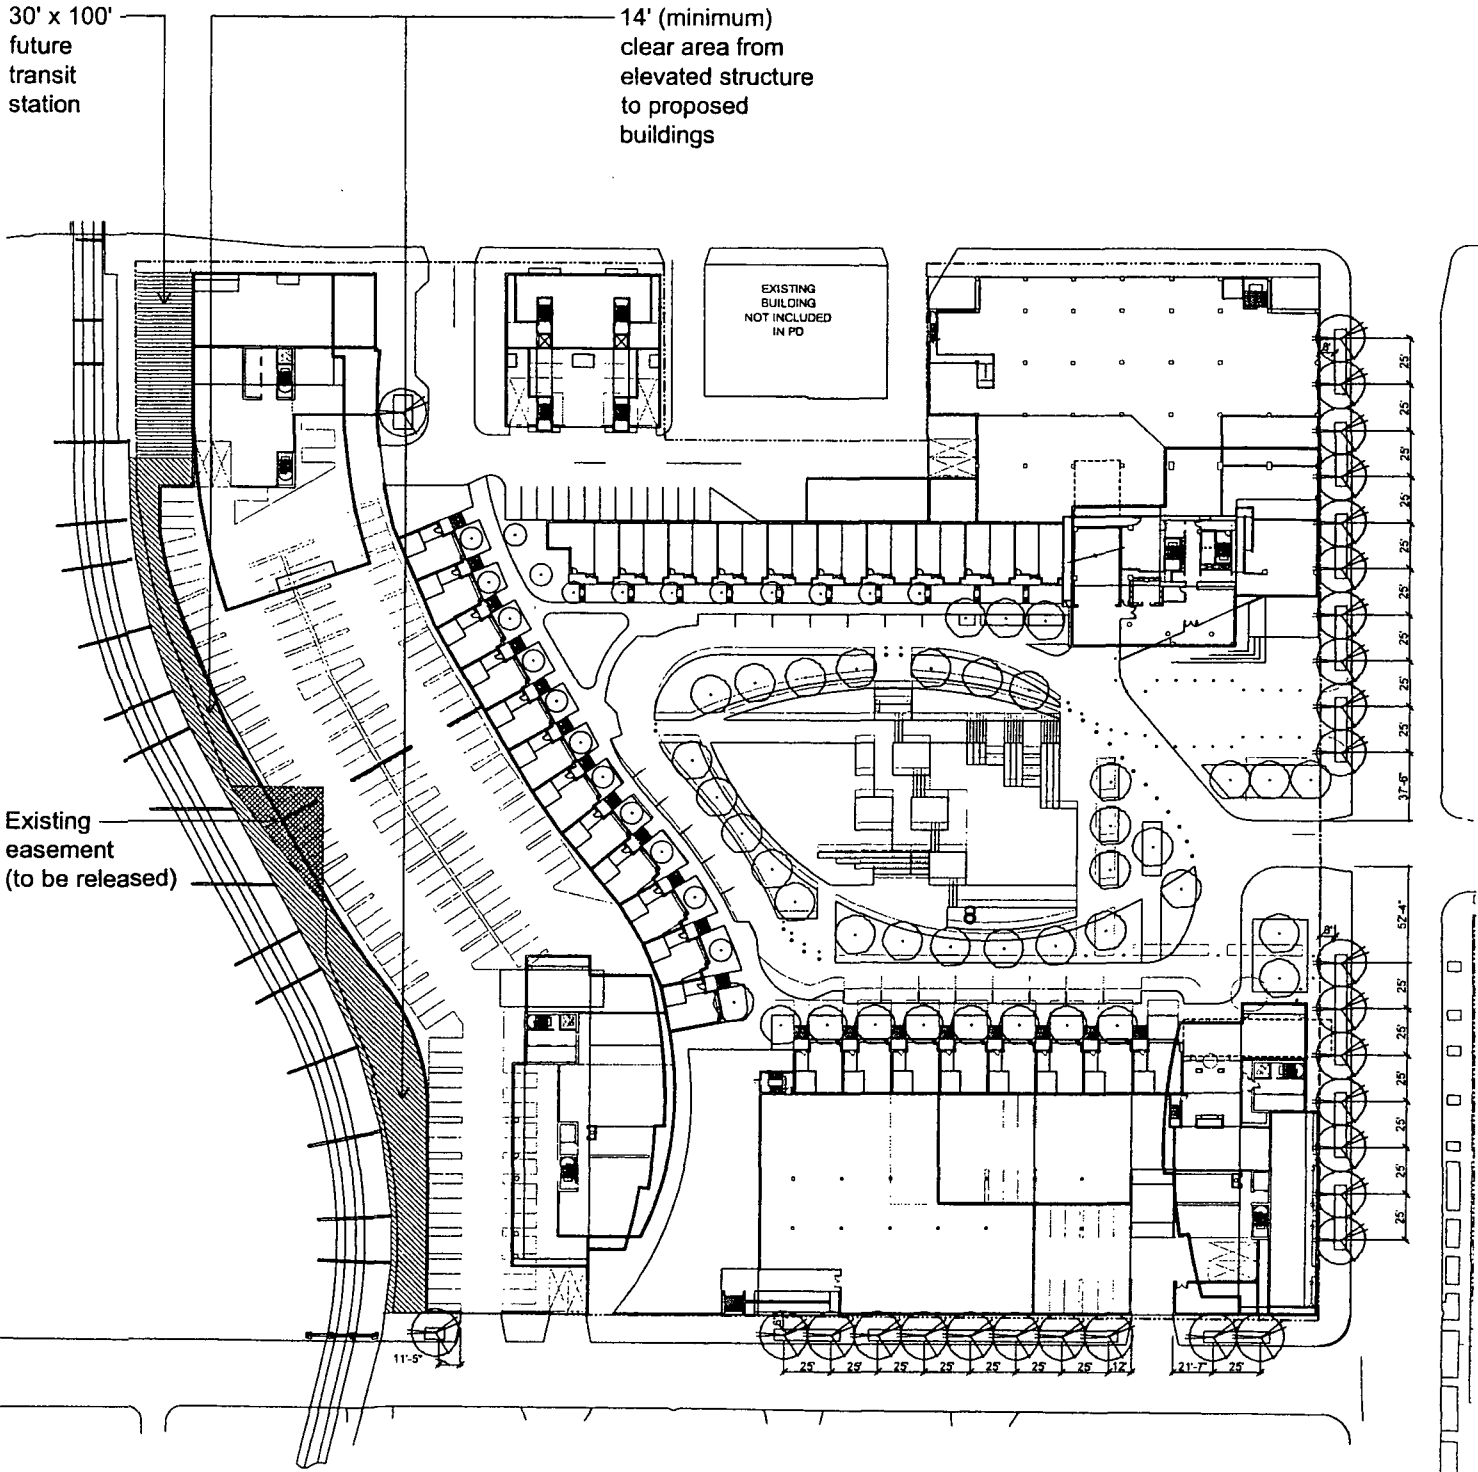 30' x 100'
future
transit
station
14' (minimum)
clear area from
elevated structure
to proposed
buildings
EXISTING
BUILDING
NOT INCLUDED
IN PD
Existing
easement
(to be released)
8'
25'
25'
25'
25'
25'
25'
25'
25'
25'
37'-6"
52'-4"
8'
25'
25'
25'
25'
25'
25'
11'-5"
6'
25'
25'
25'
25'
25'
25'
25'
12'
21'-7"
25'